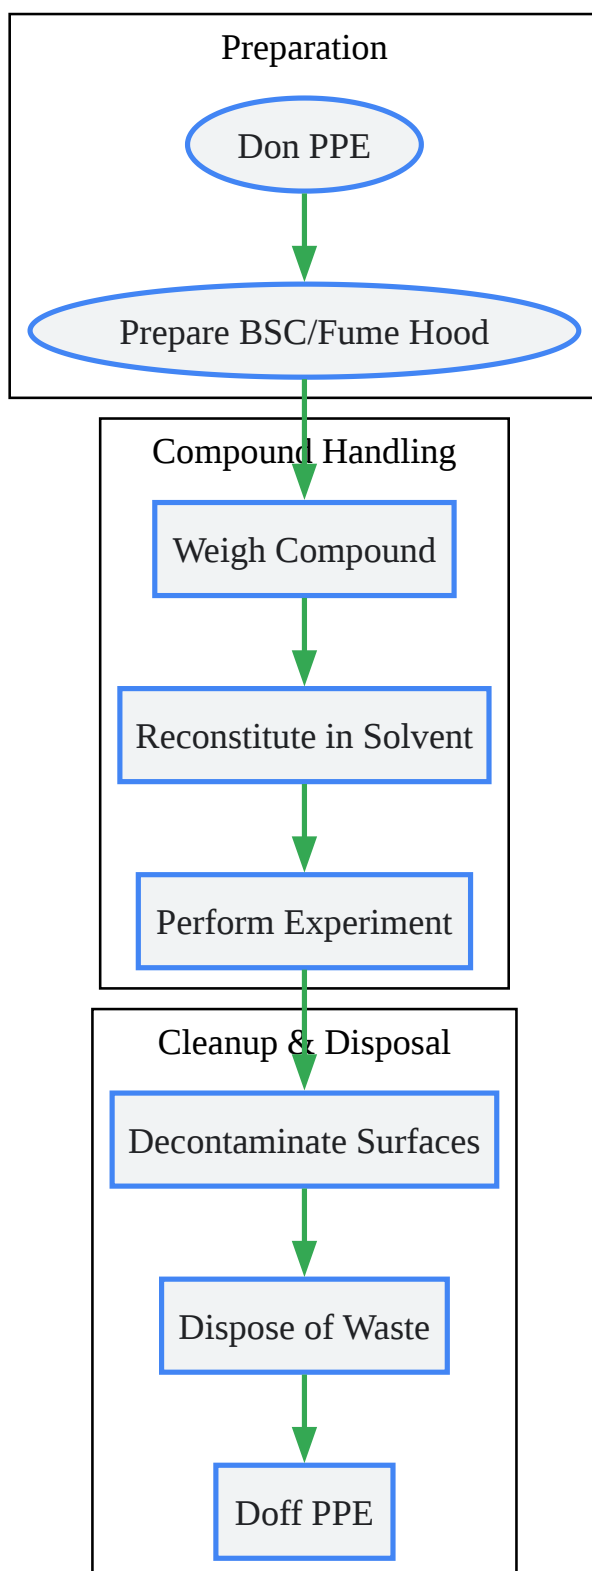 Preparation
Don PPE
Prepare BSC/Fume Hood
Compound Handling
Weigh Compound
Reconstitute in Solvent
Perform Experiment
Cleanup & Disposal
Decontaminate Surfaces
Dispose of Waste
Doff PPE